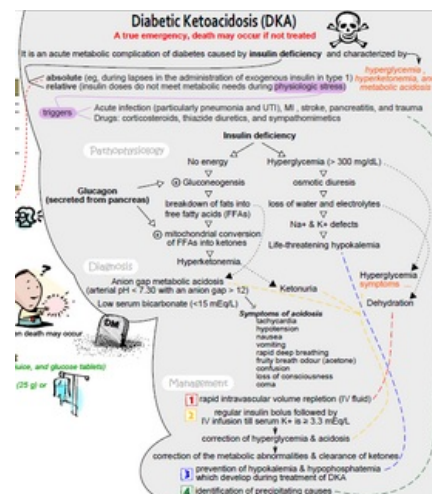 Diabetic Ketoacidosis (DKA)
A true emergency, death may occur if not treated
It is an acute metabolic complication of diabetes caused by insulin deficiency and characterized by
hyperglycemia,
hyperketonemia, and
metabolic acidosis
absolute (eg, during lapses in the administration of exogenous insulin in type 1)
relative (insulin doses do not meet metabolic needs during physiologic stress)
triggers
Acute infection (particularly pneumonia and UTI), MI, stroke, pancreatitis, and trauma
Drugs: corticosteroids, thiazide diuretics, and sympathomimetics
Insulin deficiency
Pathophysiology
No energy
Hyperglycemia (> 300 mg/dL)
Glucagon
(secreted from pancreas)
Gluconeogensis
osmotic diuresis
breakdown of fats into
free fatty acids (FFAs)
loss of water and electrolytes
mitochondrial conversion
of FFAs into ketones
Na+ & K+ defects
Hyperketonemia
Life-threatening hypokalemia
Diagnosis
Anion gap metabolic acidosis
(arterial pH < 7.30 with an anion gap > 12)
Ketonuria
Hyperglycemia
symptoms ...
Low serum bicarbonate (<15 mEq/L)
Dehydration
DM
Symptoms of acidosis
tachycardia
hypotension
nausea
vomiting
rapid deep breathing
fruity breath odour (acetone)
confusion
loss of consciousness
coma
en death may occur
juice, and glucose tablets)
(25 g) or
Management
1 rapid intravascular volume repletion (IV fluid)
2 regular insulin bolus followed by
IV infusion till serum K+ is ≥ 3.3 mEq/L
correction of hyperglycemia & acidosis
correction of the metabolic abnormalities & clearance of ketones
3 prevention of hypokalemia & hypophosphatemia
which develop during treatment of DKA
4 identification of precipitating causes